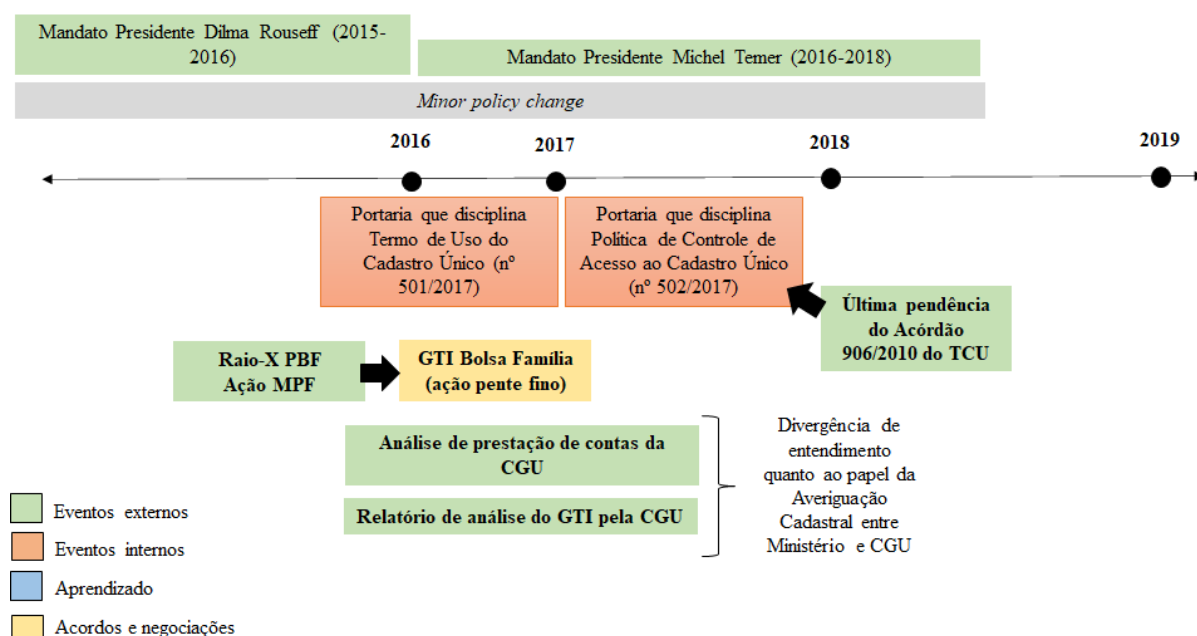 Mandato Presidente Dilma Rouseff (2015-
2016)
Mandato Presidente Michel Temer (2016-2018)
Minor policy change
2016
2017
2018
2019
Portaria que disciplina
Termo de Uso do
Cadastro Único (nº
501/2017)
Portaria que disciplina
Política de Controle de
Acesso ao Cadastro Único
(nº 502/2017)
Última pendência
do Acórdão
906/2010 do TCU
Raio-X PBF
Ação MPF
GTI Bolsa Família
(ação pente fino)
Análise de prestação de contas da
CGU
Relatório de análise do GTI pela CGU
Divergência de
entendimento
quanto ao papel da
Averiguação
Cadastral entre
Ministério e CGU
Eventos externos
Eventos internos
Aprendizado
Acordos e negociações